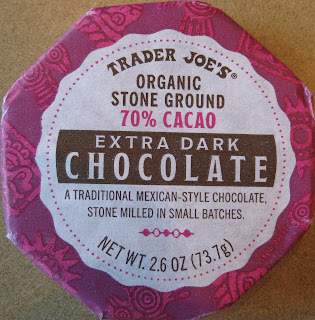 TRADER JOE'S®
ORGANIC
STONE GROUND
70% CACAO
EXTRA DARK
CHOCOLATE
A TRADITIONAL MEXICAN-STYLE CHOCOLATE,
STONE MILLED IN SMALL BATCHES.
NET WT. 2.6 OZ (73.7g)